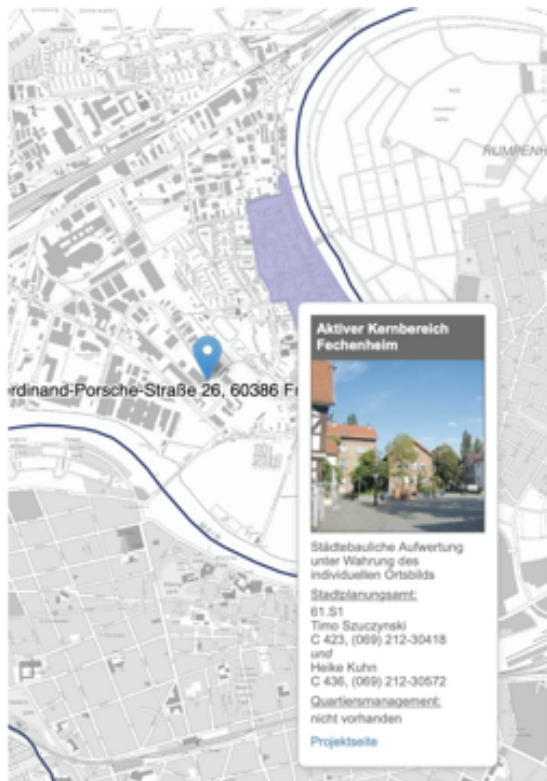 RUMPENH
rdinand-Porsche-Straße 26, 60386 Fr
MAIN
Aktiver Kernbereich
Fechenheim
Städtebauliche Aufwertung
unter Wahrung des
individuellen Ortsbilds
Stadtplanungsamt:
61.S1
Timo Szuczynski
C 423, (069) 212-30418
und
Heike Kuhn
C 436, (069) 212-30572
Quartiersmanagement:
nicht vorhanden
Projektseite